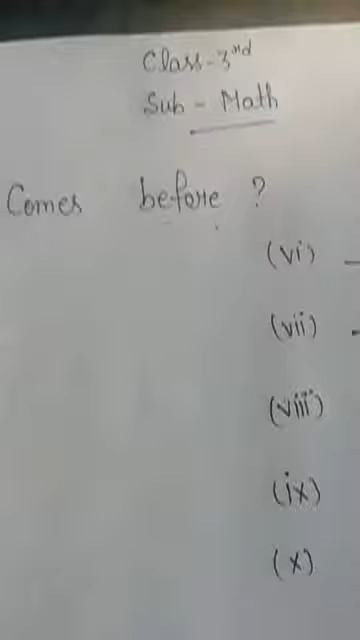 Class-3rd
Sub - Math
Comes before ?
(vi)
(vii)
(viii)
(ix)
(x)